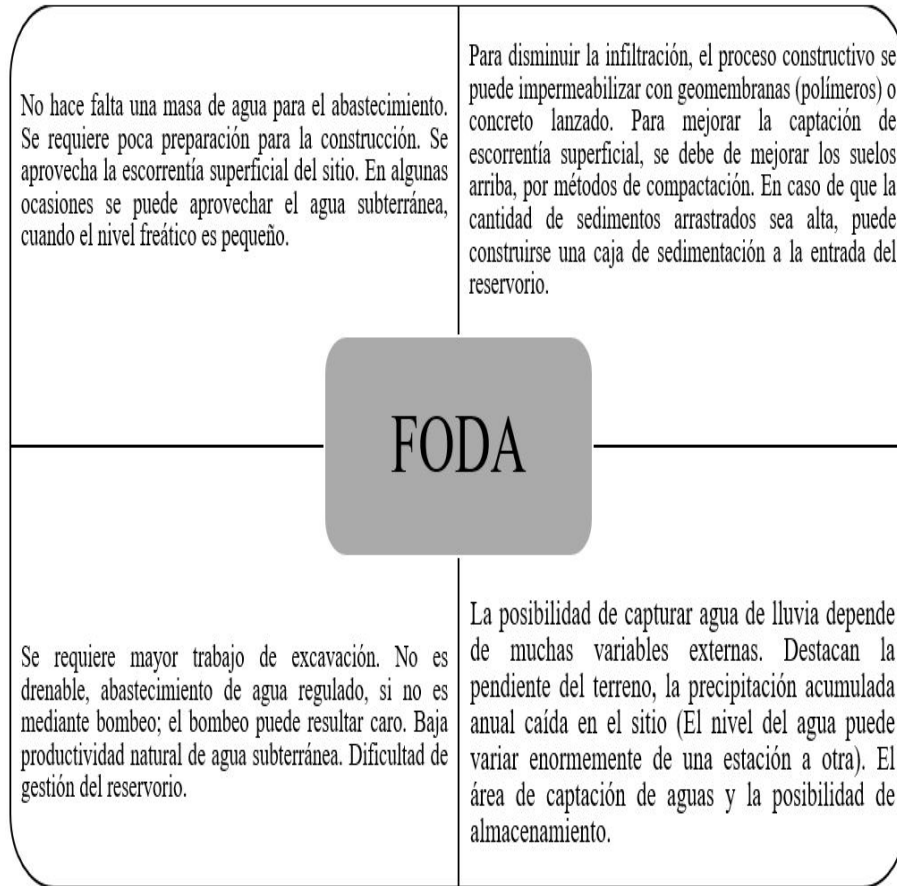 No hace falta una masa de agua para el abastecimiento.
Se requiere poca preparación para la construcción. Se
aprovecha la escorrentía superficial del sitio. En algunas
ocasiones se puede aprovechar el agua subterránea,
cuando el nivel freático es pequeño.
Para disminuir la infiltración, el proceso constructivo se
puede impermeabilizar con geomembranas (polímeros) o
concreto lanzado. Para mejorar la captación de
escorrentía superficial, se debe de mejorar los suelos
arriba, por métodos de compactación. En caso de que la
cantidad de sedimentos arrastrados sea alta, puede
construirse una caja de sedimentación a la entrada del
reservorio.
FODA
Se requiere mayor trabajo de excavación. No es
drenable, abastecimiento de agua regulado, si no es
mediante bombeo; el bombeo puede resultar caro. Baja
productividad natural de agua subterránea. Dificultad de
gestión del reservorio.
La posibilidad de capturar agua de lluvia depende
de muchas variables externas. Destacan la
pendiente del terreno, la precipitación acumulada
anual caída en el sitio (El nivel del agua puede
variar enormemente de una estación a otra). El
área de captación de aguas y la posibilidad de
almacenamiento.